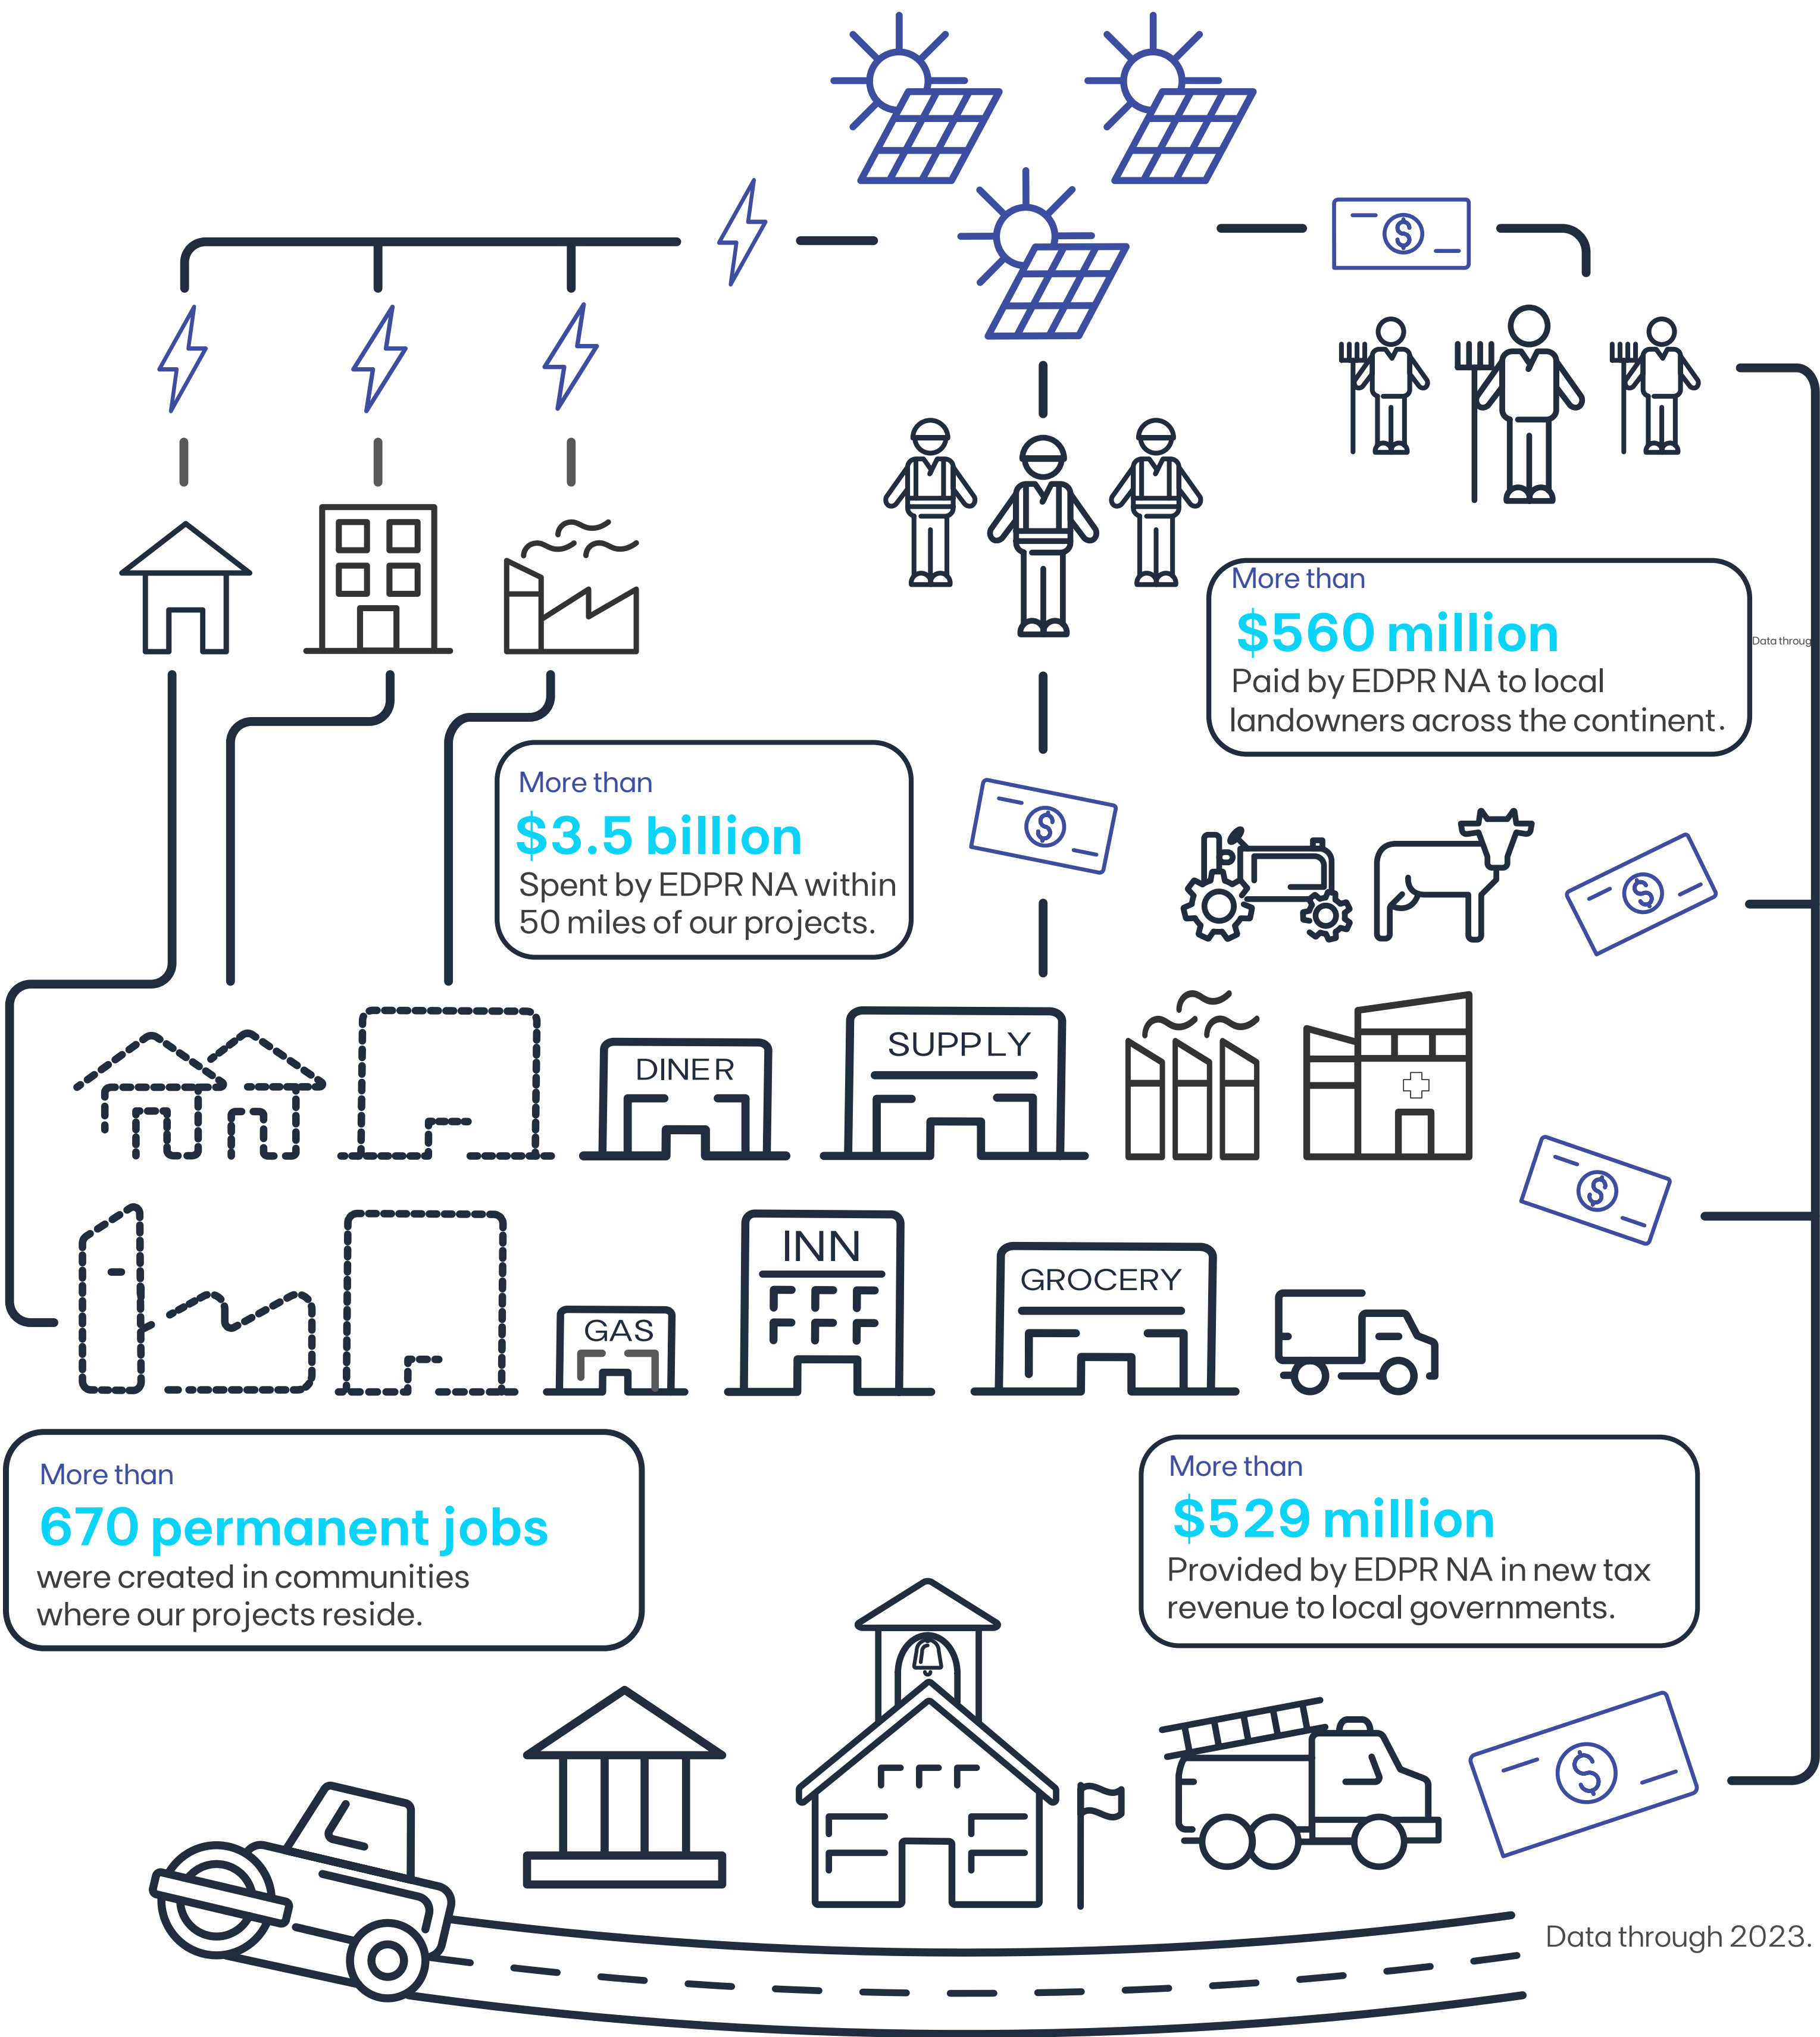 More than
$560 million
Paid by EDPR NA to local
landowners across the continent.
Data throug
More than
$3.5 billion
Spent by EDPR NA within
50 miles of our projects.
DINER
SUPPLY
GAS
INN
GROCERY
More than
670 permanent jobs
were created in communities
where our projects reside.
More than
$529 million
Provided by EDPR NA in new tax
revenue to local governments.
Data through 2023.